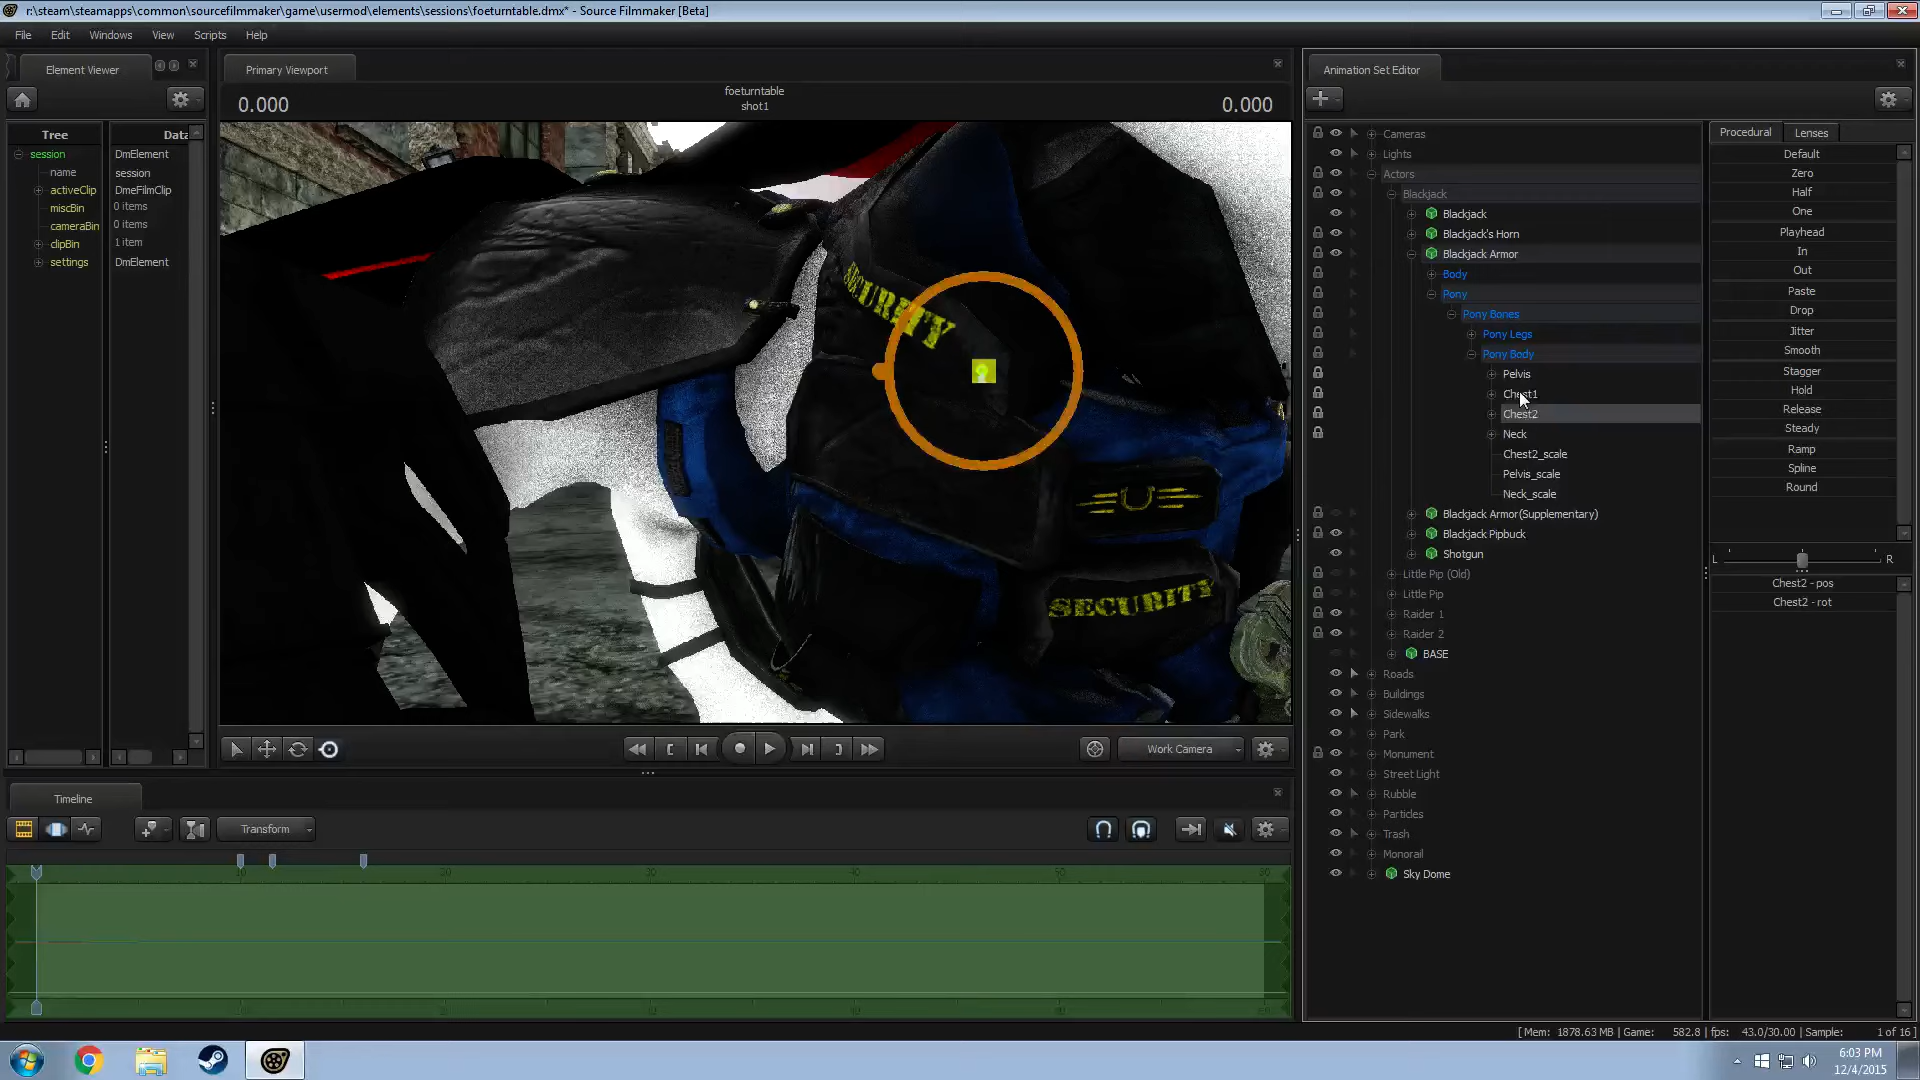 r:\steam\steamapps\common\sourcefilmmaker\game\usermod\elements\sessions\foeturntable.dmx* - Source Filmmaker [Beta]
File Edit Windows View Scripts Help
Element Viewer
Tree Data
session DmElement
name session
activeClip DmeFilmClip
miscBin 0 items
cameraBin 0 items
clipBin 1 item
settings DmElement
Primary Viewport
0.000 foeturntable 0.000
shot1
SECURITY
SECURITY
Work Camera
Timeline
Transform
Animation Set Editor
Cameras
Lights
Actors
Blackjack
Blackjack
Blackjack's Horn
Blackjack Armor
Body
Pony
Pony Bones
Pony Legs
Pony Body
Pelvis
Chest1
Chest2
Neck
Chest2_scale
Pelvis_scale
Neck_scale
Blackjack Armor(Supplementary)
Blackjack Pipbuck
Shotgun
Little Pip (Old)
Little Pip
Raider 1
Raider 2
BASE
Roads
Buildings
Sidewalks
Park
Monument
Street Light
Rubble
Particles
Trash
Monorail
Sky Dome
Procedural Lenses
Default
Zero
Half
One
Playhead
In
Out
Paste
Drop
Jitter
Smooth
Stagger
Hold
Release
Steady
Ramp
Spline
Round
L R
Chest2 - pos
Chest2 - rot
[ Mem: 1878.63 MB | Game: 582.8 | fps: 43.0/30.00 | Sample: 1 of 16 ]
6:03 PM
12/4/2015